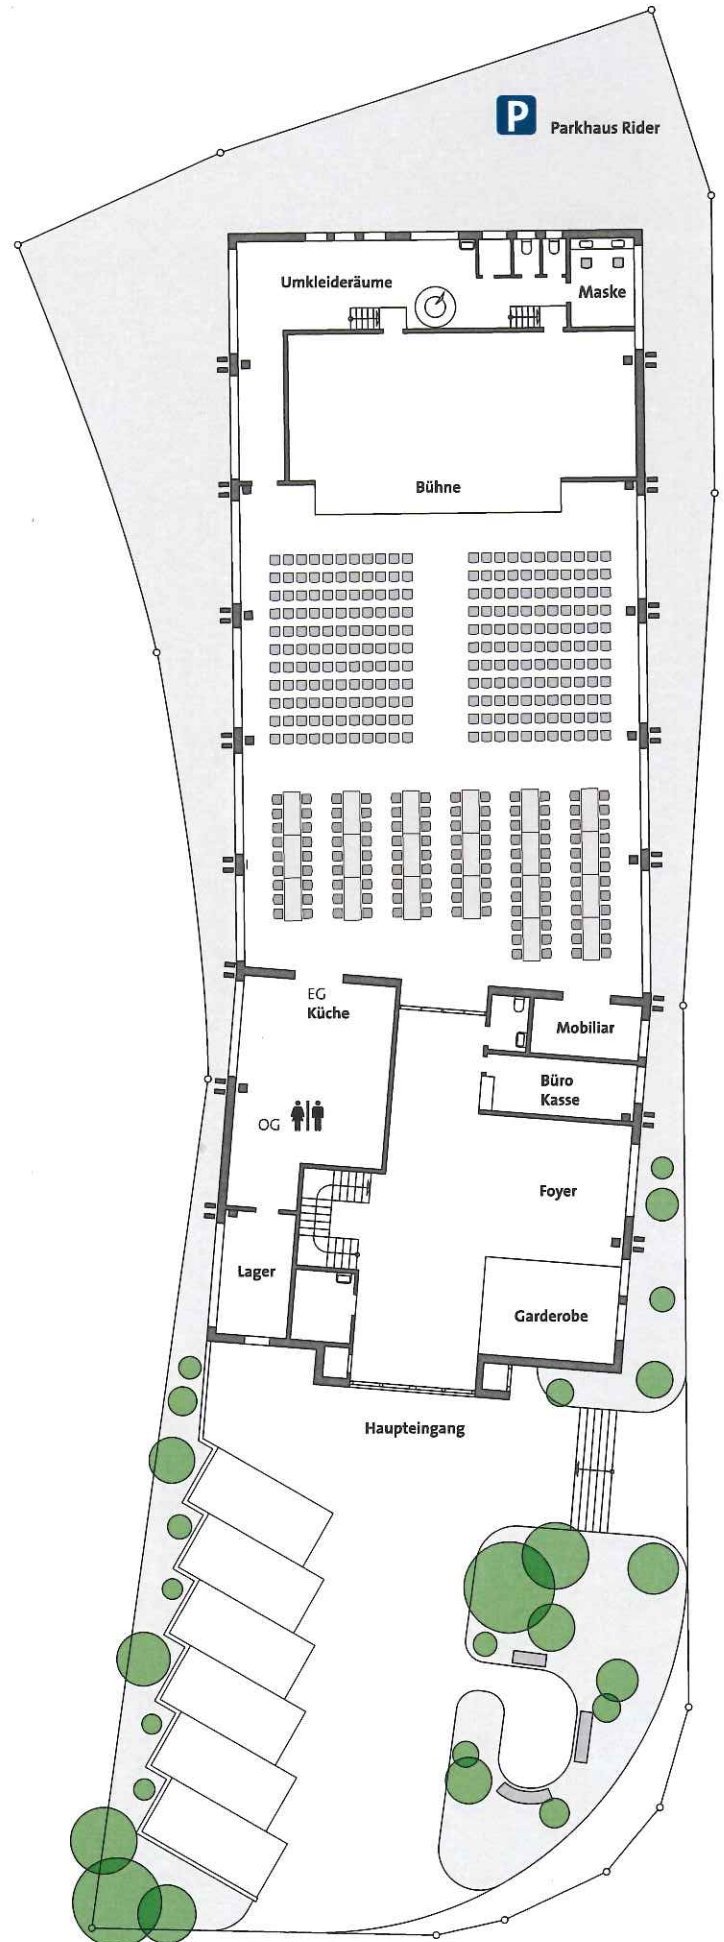 P
Parkhaus Rider
Umkleideräume
Maske
Bühne
EG
Küche
Mobiliar
Büro
Kasse
OG
Foyer
Lager
Garderobe
Haupteingang